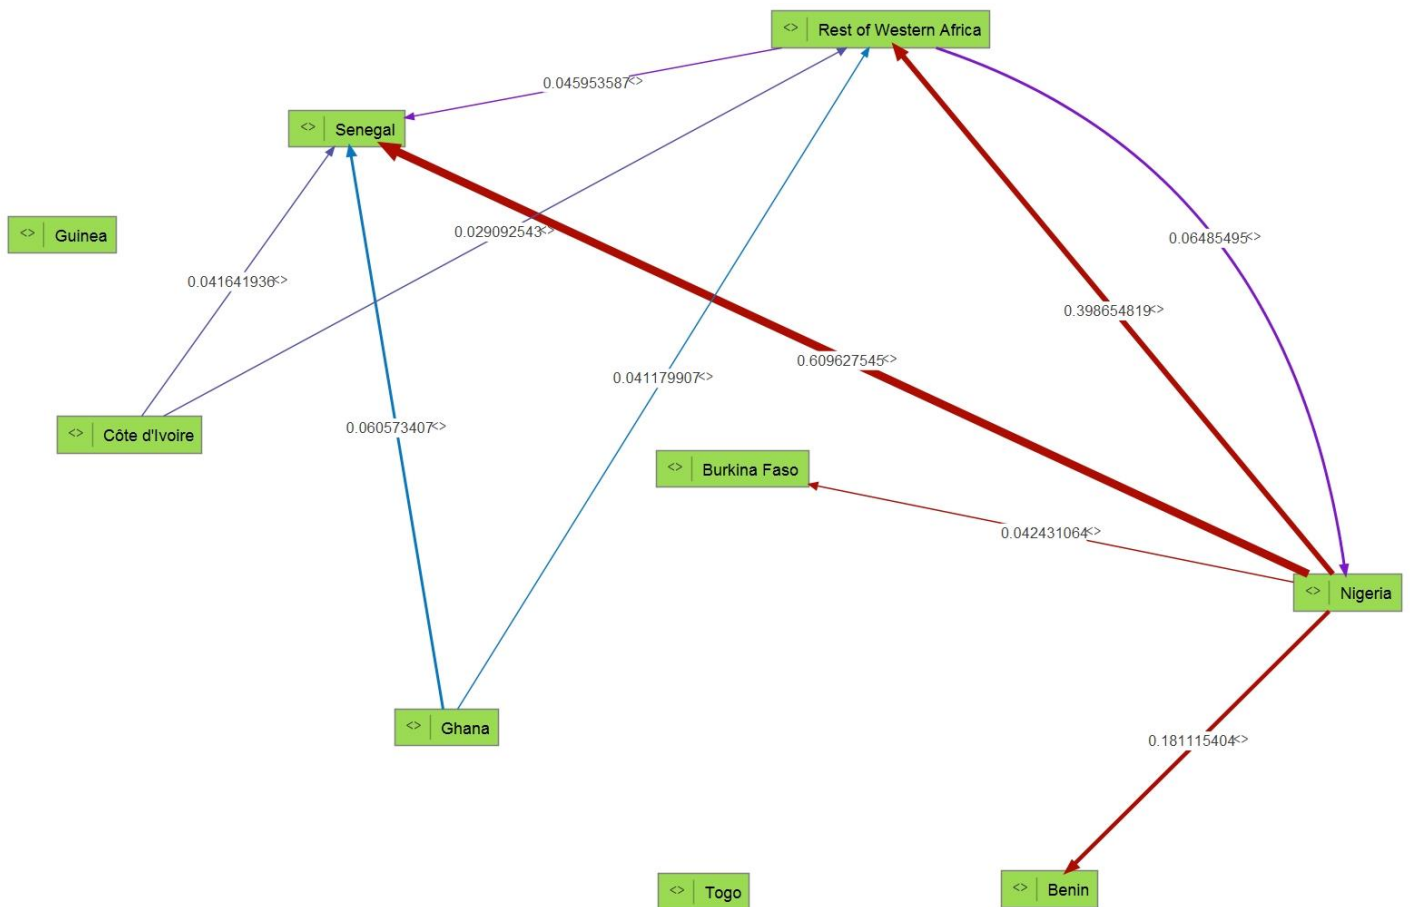 <> Rest of Western Africa
0.045953587<>
<> Senegal
<> Guinea
0.029092543<>
0.06485495<>
0.041641936<>
0.398654819<>
0.609627545<>
0.041179907<>
<> Côte d'Ivoire
0.060573407<>
<> Burkina Faso
0.042431064<>
<> Nigeria
<> Ghana
0.181115404<>
<> Togo
<> Benin